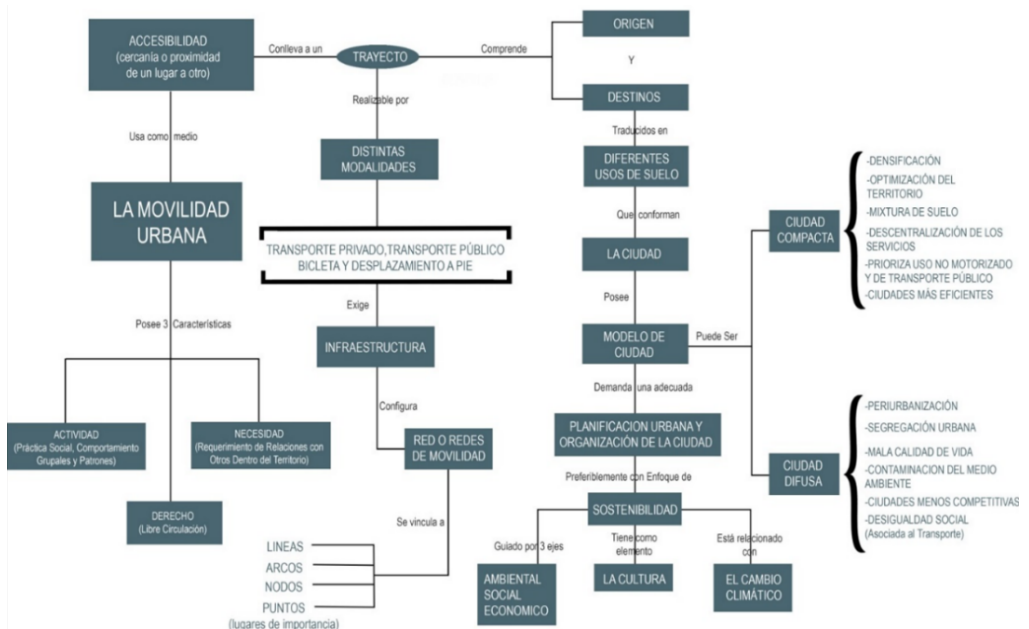 ACCESIBILIDAD
(cercanía o proximidad
de un lugar a otro)
Conlleva a un
TRAYECTO
Comprende
ORIGEN
Y
DESTINOS
Usa como medio
LA MOVILIDAD
URBANA
Posee 3 Características
ACTIVIDAD
(Práctica Social, Comportamiento
Grupales y Patrones)
NECESIDAD
(Requerimiento de Relaciones con
Otros Dentro del Territorio)
DERECHO
(Libre Circulación)
Realizable por
DISTINTAS
MODALIDADES
TRANSPORTE PRIVADO,TRANSPORTE PÚBLICO
BICLETA Y DESPLAZAMIENTO A PIE
Exige
INFRAESTRUCTURA
Configura
RED O REDES
DE MOVILIDAD
Se vincula a
LINEAS
ARCOS
NODOS
PUNTOS
(lugares de importancia)
Traducidos en
DIFERENTES
USOS DE SUELO
Que conforman
LA CIUDAD
Posee
MODELO DE
CIUDAD
Puede Ser
CIUDAD
COMPACTA
-DENSIFICACIÓN
-OPTIMIZACIÓN DEL
TERRITORIO
-MIXTURA DE SUELO
-DESCENTRALIZACIÓN DE LOS
SERVICIOS
-PRIORIZA USO NO MOTORIZADO
Y DE TRANSPORTE PÚBLICO
-CIUDADES MÁS EFICIENTES
CIUDAD
DIFUSA
-PERIURBANIZACIÓN
-SEGREGACIÓN URBANA
-MALA CALIDAD DE VIDA
-CONTAMINACION DEL MEDIO
AMBIENTE
-CIUDADES MENOS COMPETITIVAS
-DESIGUALDAD SOCIAL
(Asociada al Transporte)
Demanda una adecuada
PLANIFICACION URBANA Y
ORGANIZACIÓN DE LA CIUDAD
Preferiblemente con Enfoque de
SOSTENIBILIDAD
Guiado por 3 ejes
AMBIENTAL
SOCIAL
ECONOMICO
Tiene como
elemento
LA CULTURA
Está relacionado
con
EL CAMBIO
CLIMÁTICO